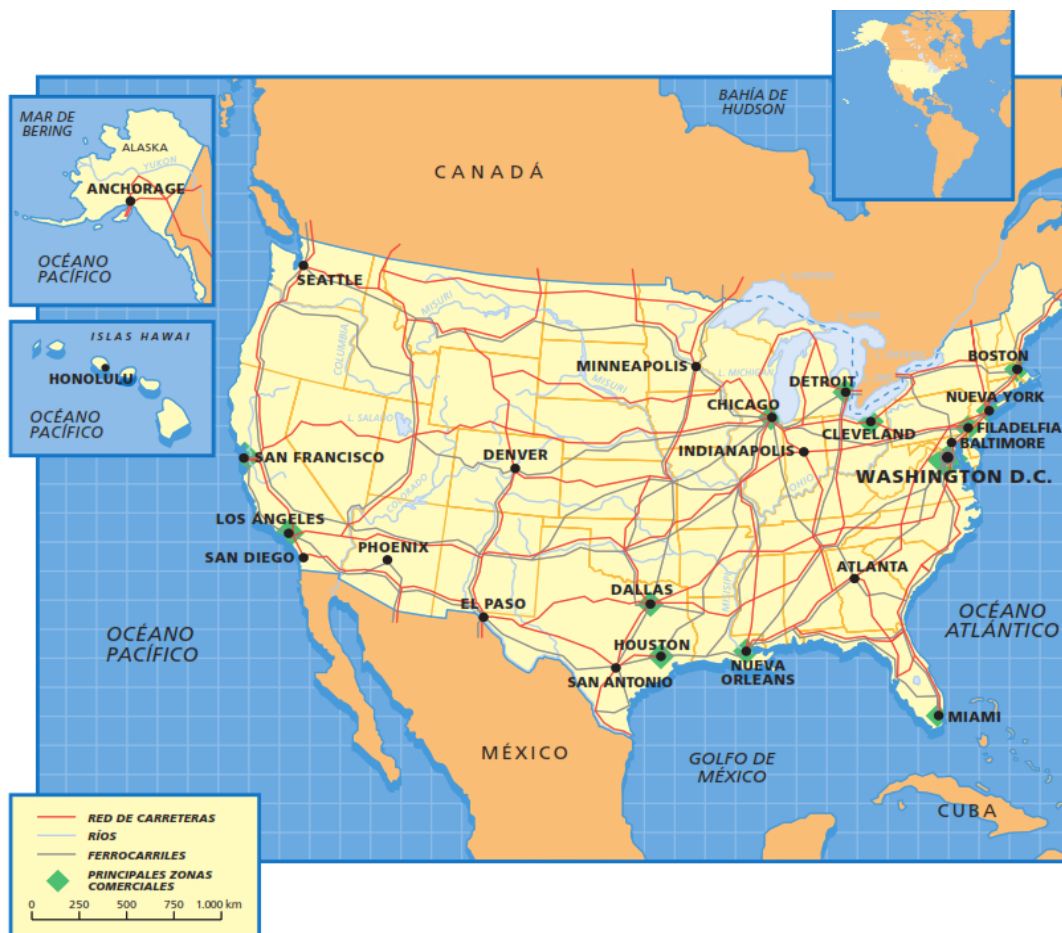 BAHÍA DE
HUDSON
MAR DE
BERING
ALASKA
YUKON
ANCHORAGE
OCÉANO
PACÍFICO
CANADÁ
SEATTLE
MISURI
COLUMBIA
ISLAS HAWAI
HONOLULU
OCÉANO
PACÍFICO
MINNEAPOLIS
MISURI
L. MICHIGAN
DETROIT
BOSTON
NUEVA YORK
CHICAGO
CLEVELAND
FILADELFIA
BALTIMORE
L. SALADO
SAN FRANCISCO
DENVER
INDIANAPOLIS
WASHINGTON D.C.
COLORADO
OHIO
LOS ÁNGELES
SAN DIEGO
PHOENIX
DALLAS
MISISIPI
ATLANTA
EL PASO
OCÉANO
ATLÁNTICO
OCÉANO
PACÍFICO
HOUSTON
SAN ANTONIO
NUEVA
ORLEANS
MIAMI
MÉXICO
GOLFO DE
MÉXICO
CUBA
RED DE CARRETERAS
RÍOS
FERROCARRILES
PRINCIPALES ZONAS
COMERCIALES
0 250 500 750 1.000 km